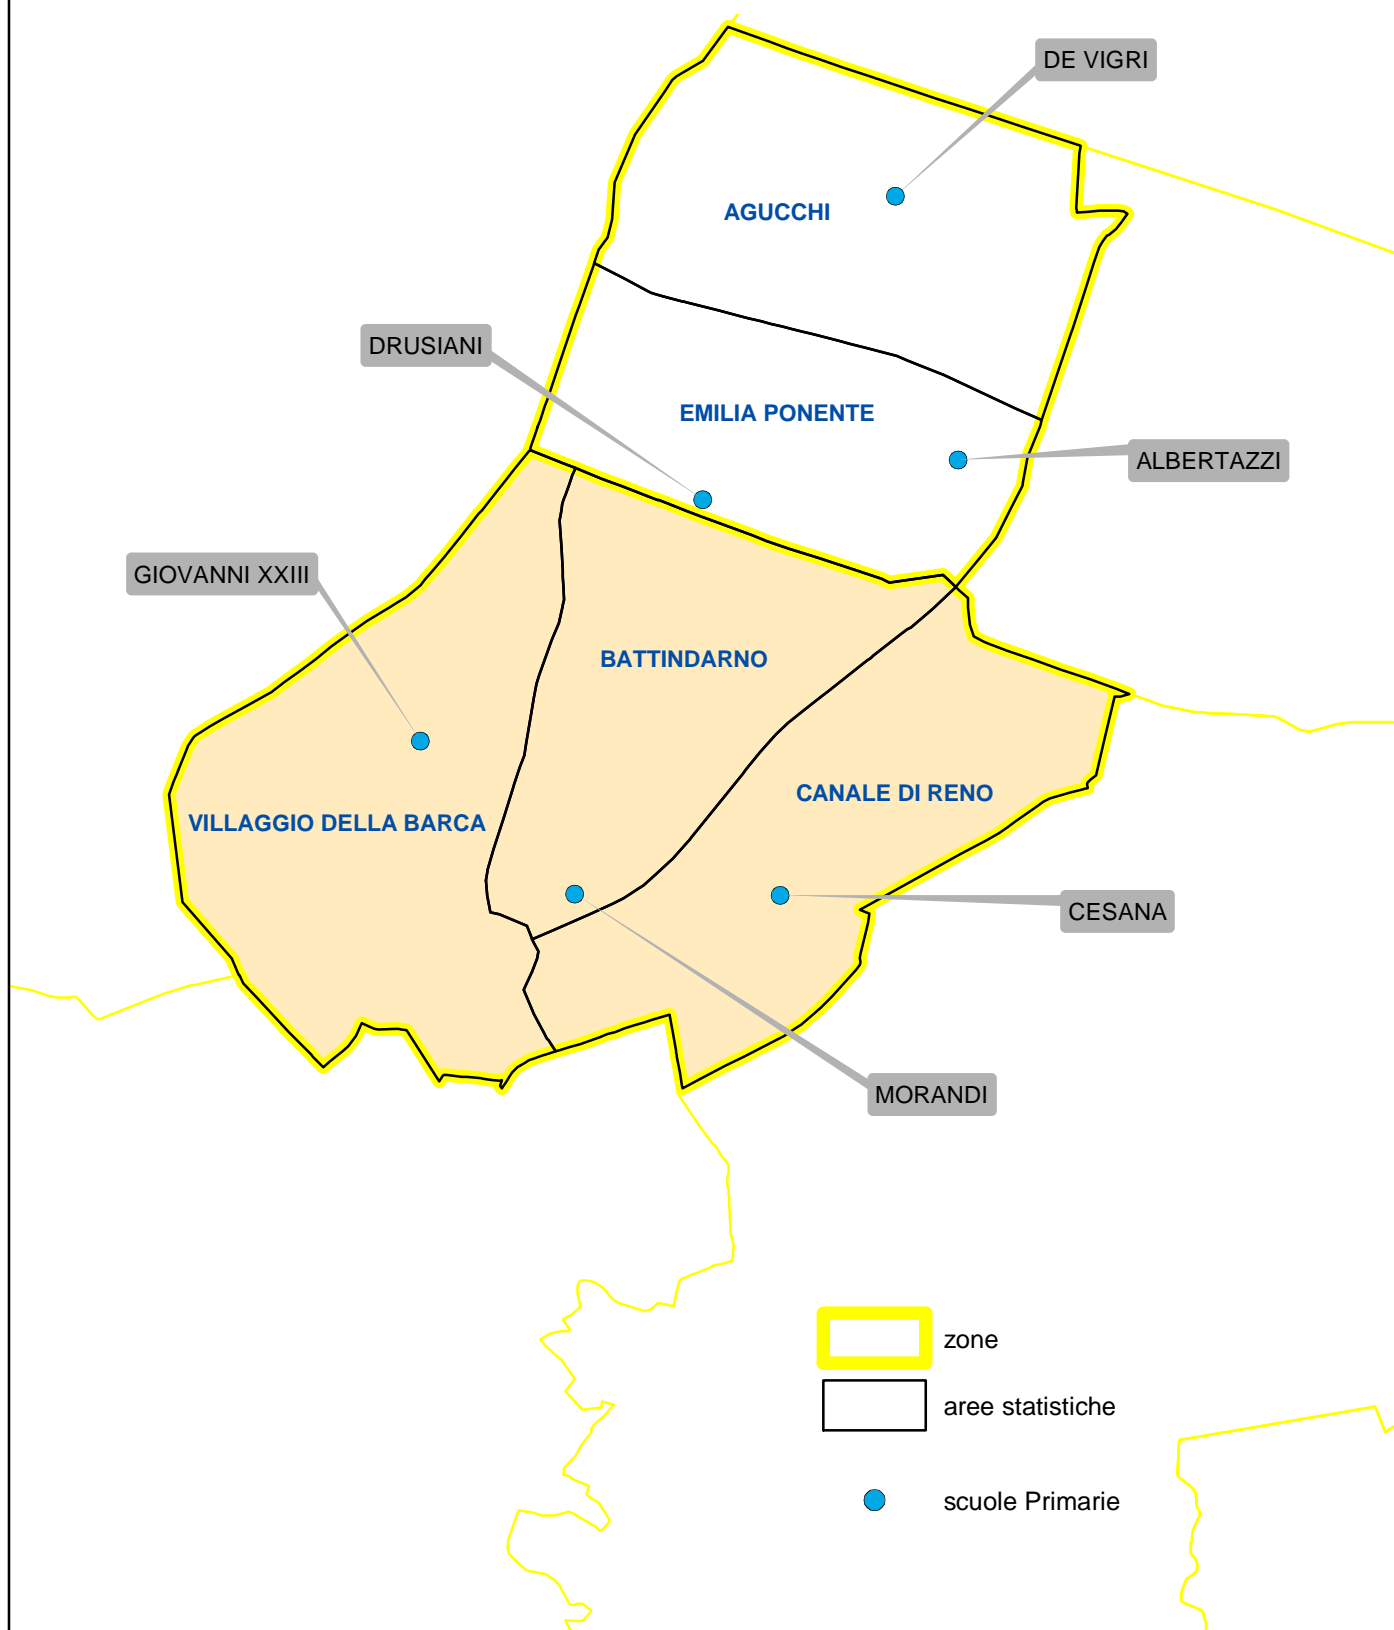 DE VIGRI
AGUCCHI
DRUSIANI
EMILIA PONENTE
ALBERTAZZI
GIOVANNI XXIII
BATTINDARNO
CANALE DI RENO
VILLAGGIO DELLA BARCA
CESANA
MORANDI
zone
aree statistiche
scuole Primarie